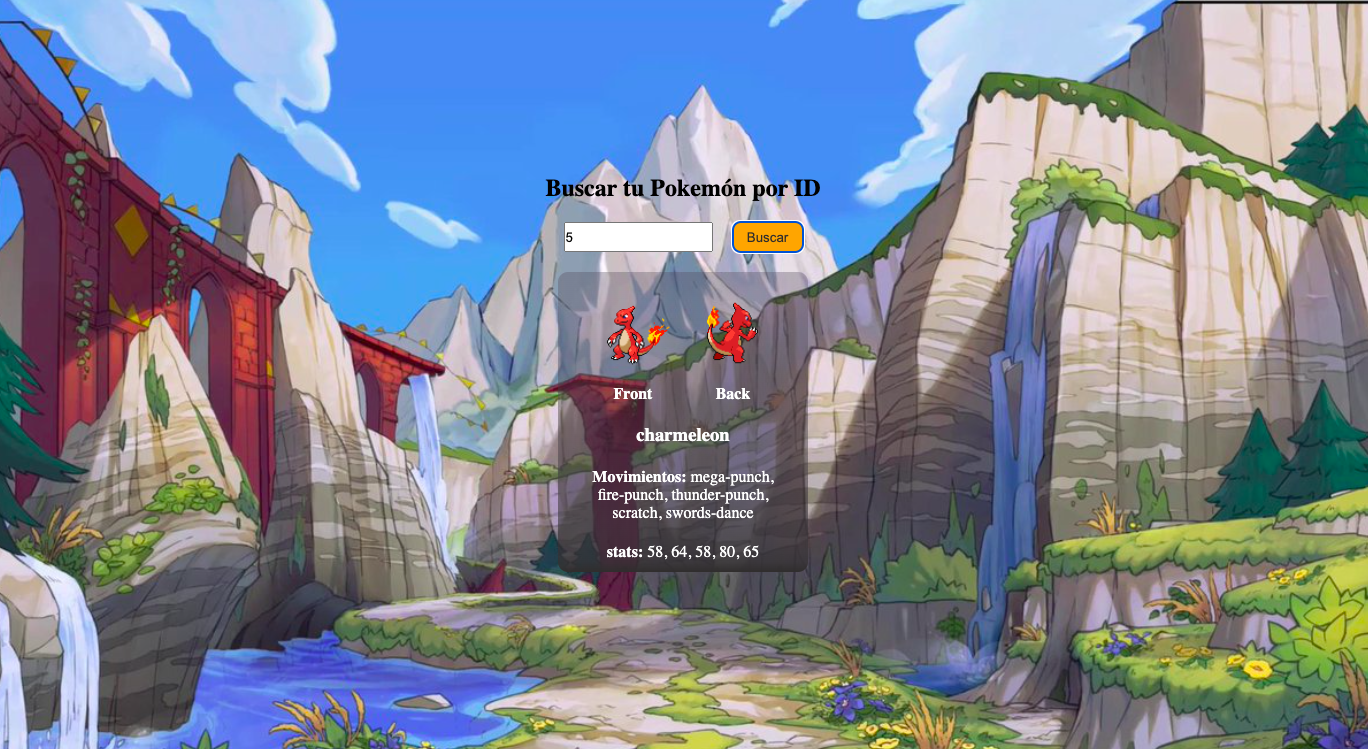 Buscar tu Pokemón por ID
5
Buscar
Front Back
charmeleon
Movimientos: mega-punch,
fire-punch, thunder-punch,
scratch, swords-dance
stats: 58, 64, 58, 80, 65